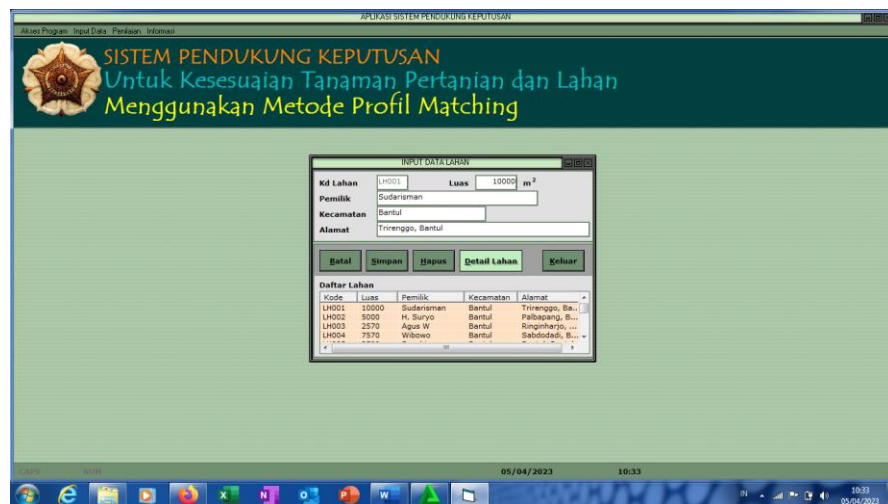 APLIKASI SISTEM PENDUKUNG KEPUTUSAN
Akses Program Input Data Penilaian Informasi
SISTEM PENDUKUNG KEPUTUSAN
Untuk Kesesuaian Tanaman Pertanian dan Lahan
Menggunakan Metode Profil Matching
INPUT DATA LAHAN
Kd Lahan LH001 Luas 10000 m²
Pemilik Sudarisman
Kecamatan Bantul
Alamat Trirenggo, Bantul
Batal Simpan Hapus Detail Lahan Keluar
Daftar Lahan
Kode Luas Pemilik Kecamatan Alamat
LH001 10000 Sudarisman Bantul Trirenggo, Ba...
LH002 5000 H. Suryo Bantul Palbapang, B...
LH003 2570 Agus W Bantul Ringinharjo, ...
LH004 7570 Wibowo Bantul Sabdodadi, B...
CAPS NUM 05/04/2023 10:33
IN 10:33
05/04/2023